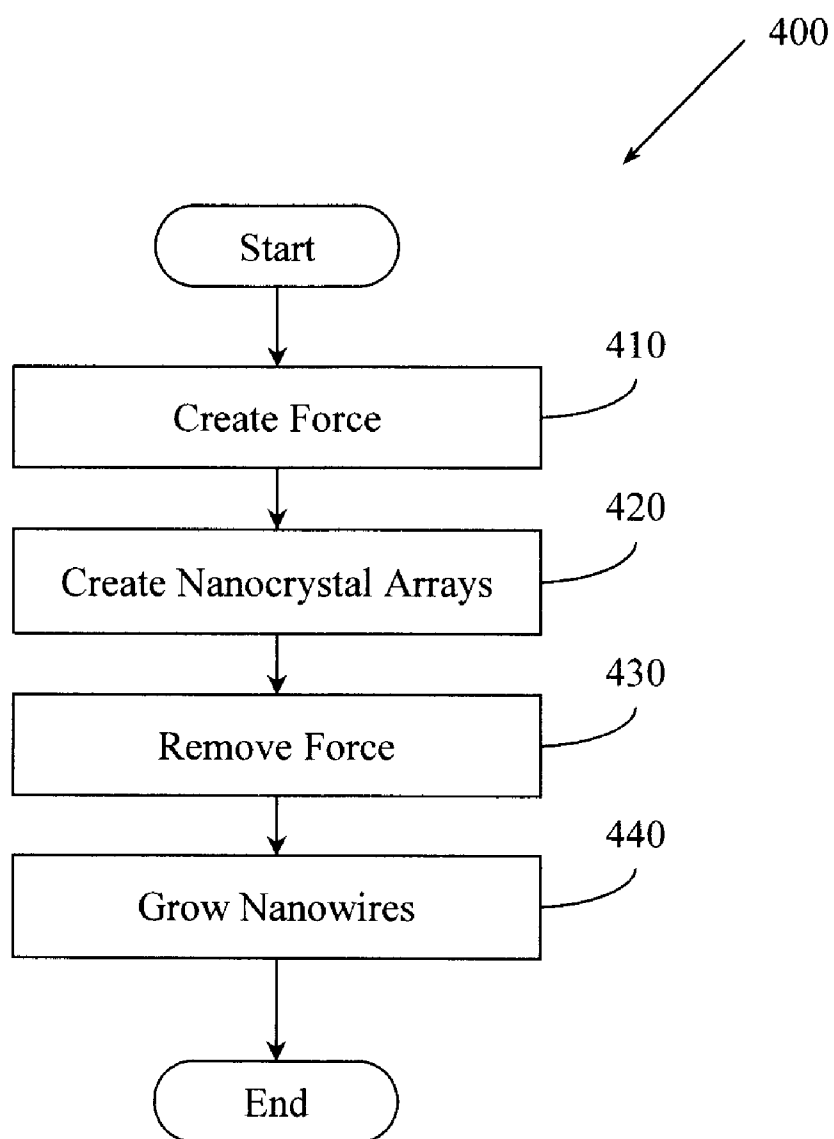 400
Start
410
Create Force
420
Create Nanocrystal Arrays
430
Remove Force
440
Grow Nanowires
End